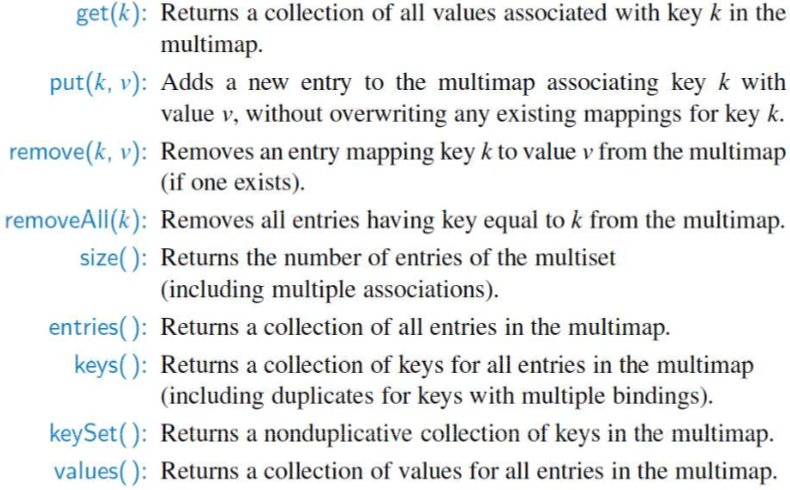 get(k): Returns a collection of all values associated with key k in the
multimap.
put(k, v): Adds a new entry to the multimap associating key k with
value v, without overwriting any existing mappings for key k.
remove(k, v): Removes an entry mapping key k to value v from the multimap
(if one exists).
removeAll(k): Removes all entries having key equal to k from the multimap.
size( ): Returns the number of entries of the multiset
(including multiple associations).
entries( ): Returns a collection of all entries in the multimap.
keys( ): Returns a collection of keys for all entries in the multimap
(including duplicates for keys with multiple bindings).
keySet( ): Returns a nonduplicative collection of keys in the multimap.
values( ): Returns a collection of values for all entries in the multimap.